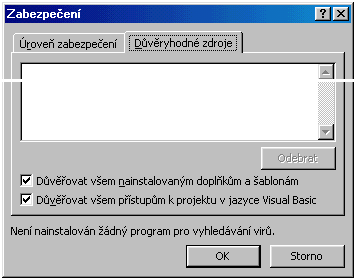 Zabezpečení
Úroveň zabezpečení
Důvěryhodné zdroje
Odebrat
Důvěřovat všem nainstalovaným doplňkům a šablonám
Důvěřovat všem přístupům k projektu v jazyce Visual Basic
Není nainstalován žádný program pro vyhledávání virů.
OK
Storno